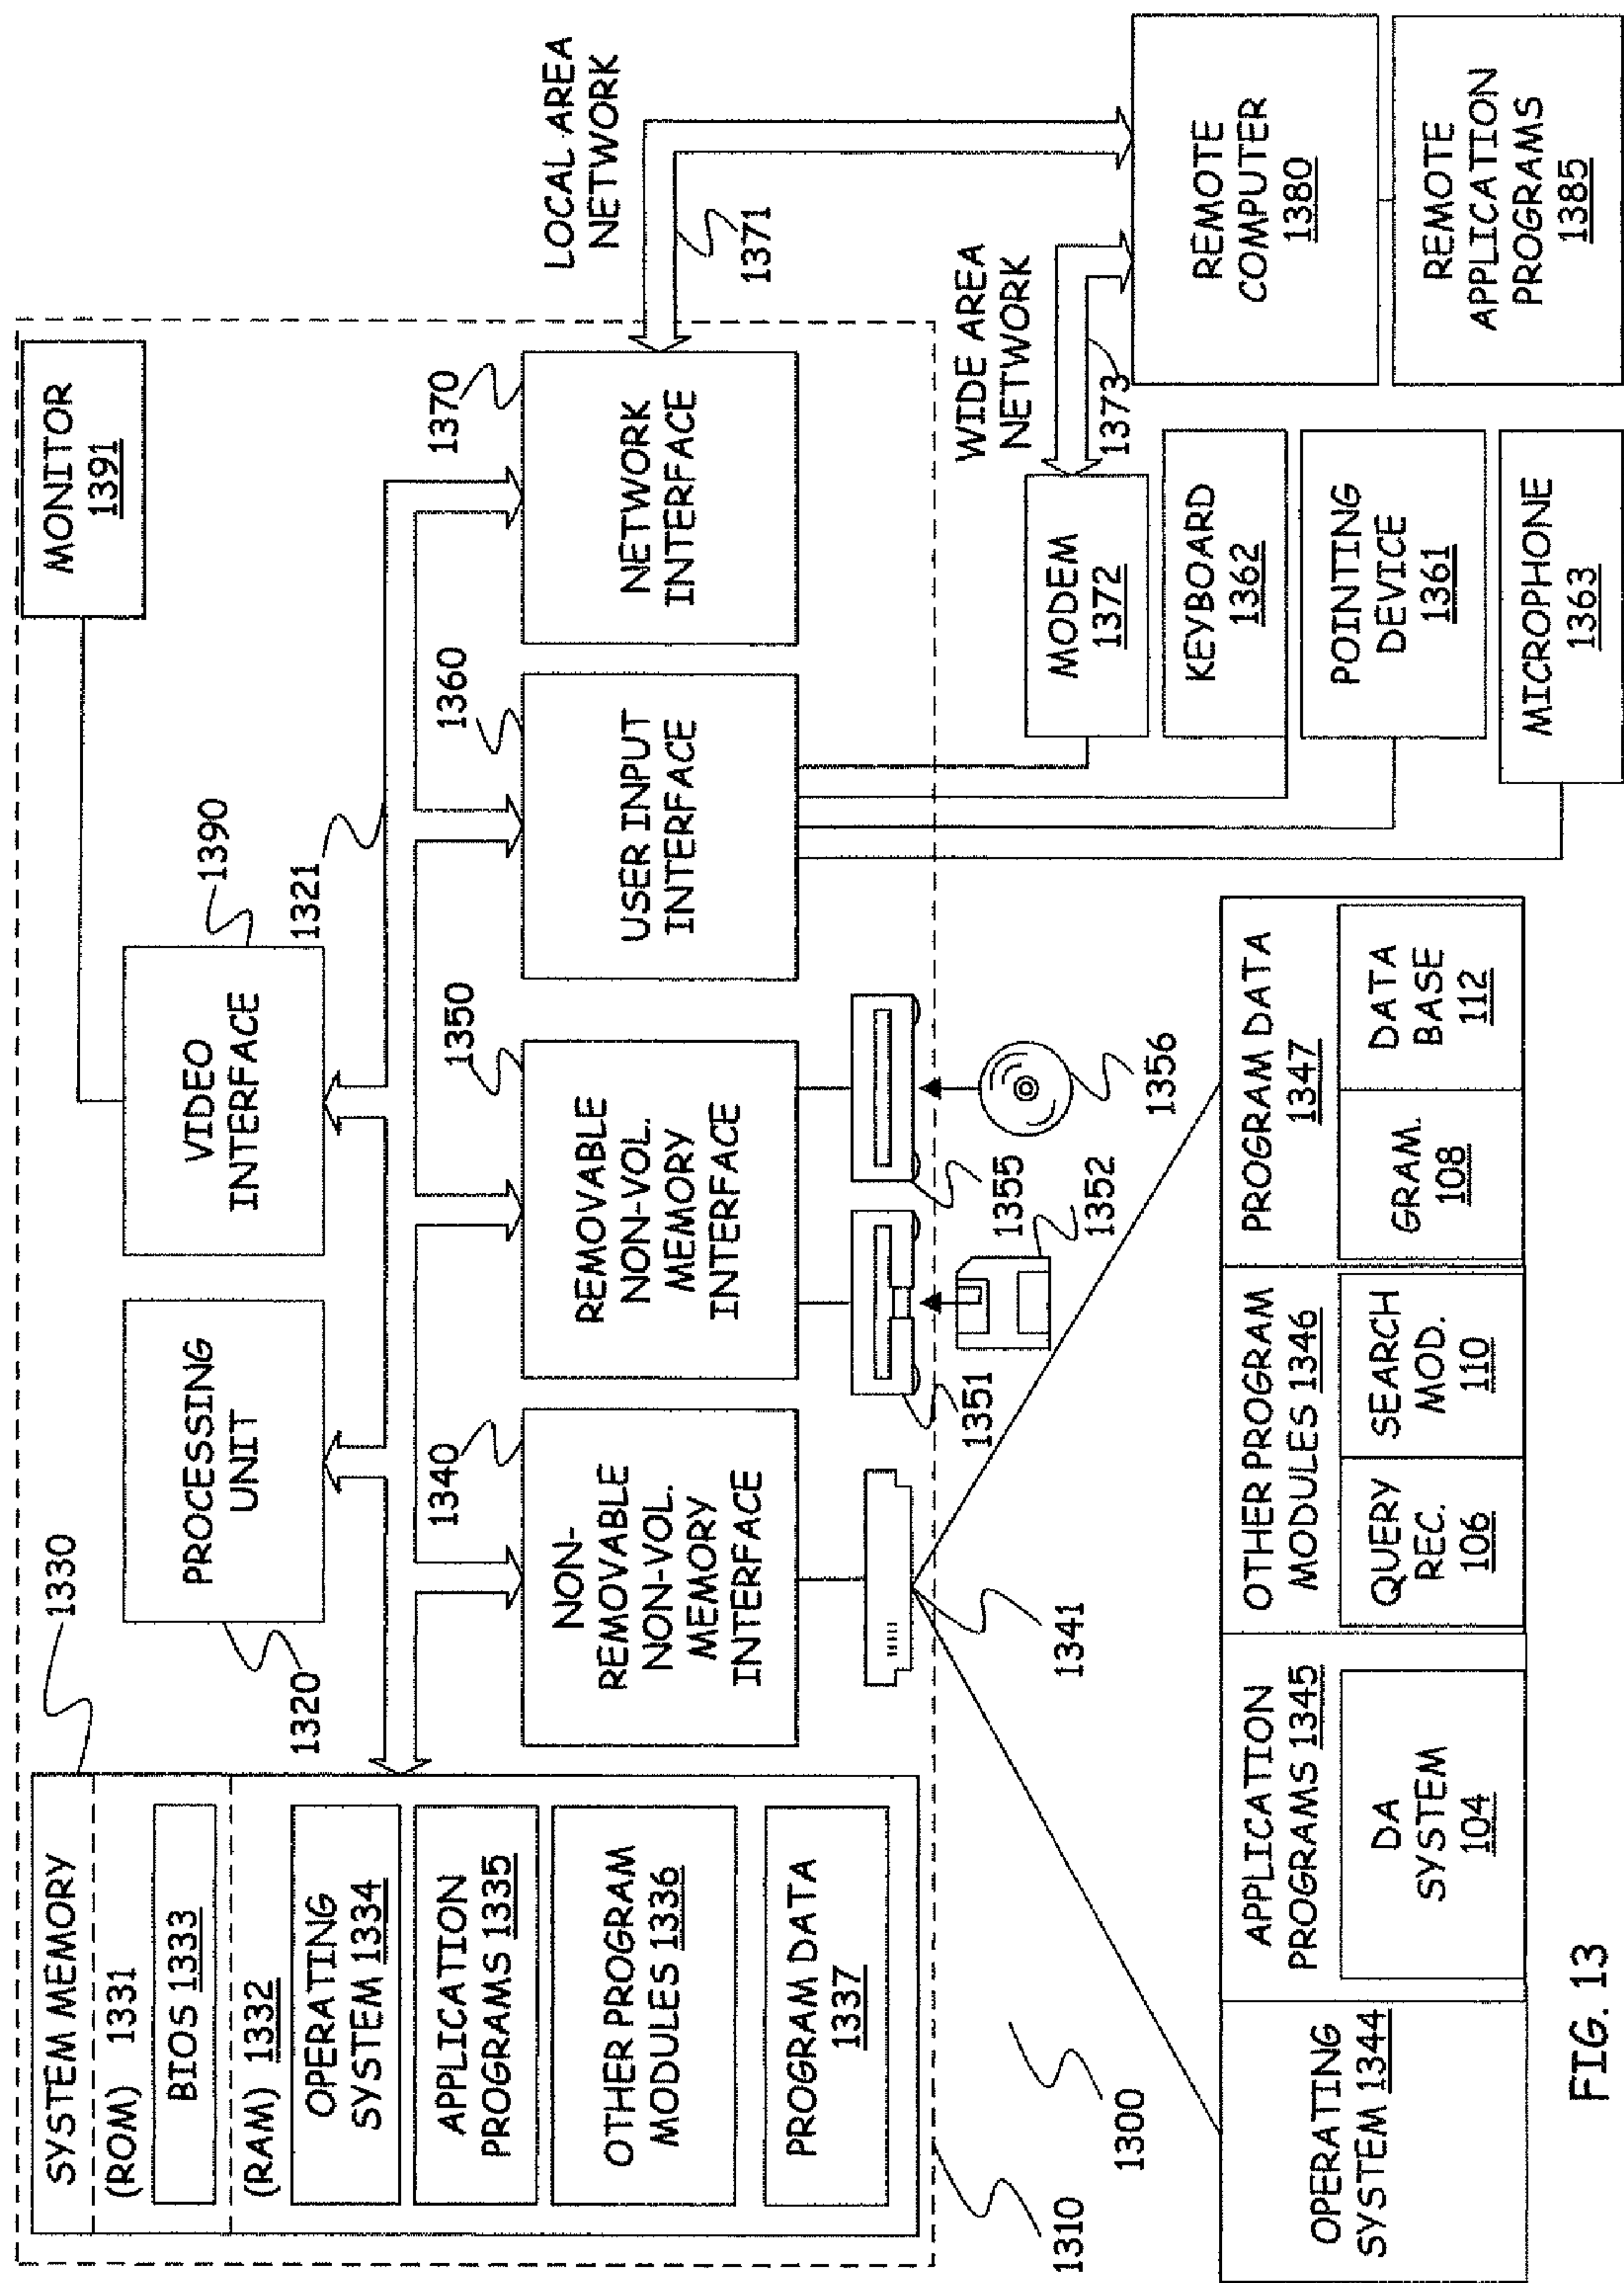 1330
SYSTEM MEMORY
(ROM) 1331
BIOS 1333
(RAM) 1332
OPERATING
SYSTEM 1334
APPLICATION
PROGRAMS 1335
OTHER PROGRAM
MODULES 1336
PROGRAM DATA
1337
1310
1300
1320
PROCESSING
UNIT
VIDEO
INTERFACE
1390
1321
MONITOR
1391
1340
NON-
REMOVABLE
NON-VOL.
MEMORY
INTERFACE
1350
REMOVABLE
NON-VOL.
MEMORY
INTERFACE
1360
USER INPUT
INTERFACE
1370
NETWORK
INTERFACE
LOCAL AREA
NETWORK
1371
1341
1351
1355
1352
1356
WIDE AREA
NETWORK
1373
MODEM
1372
KEYBOARD
1362
POINTING
DEVICE
1361
MICROPHONE
1363
REMOTE
COMPUTER
1380
REMOTE
APPLICATION
PROGRAMS
1385
OPERATING
SYSTEM 1344
APPLICATION
PROGRAMS 1345
DA
SYSTEM
104
OTHER PROGRAM
MODULES 1346
QUERY
REC.
106
SEARCH
MOD.
110
PROGRAM DATA
1347
GRAM.
108
DATA
BASE
112
FIG. 13